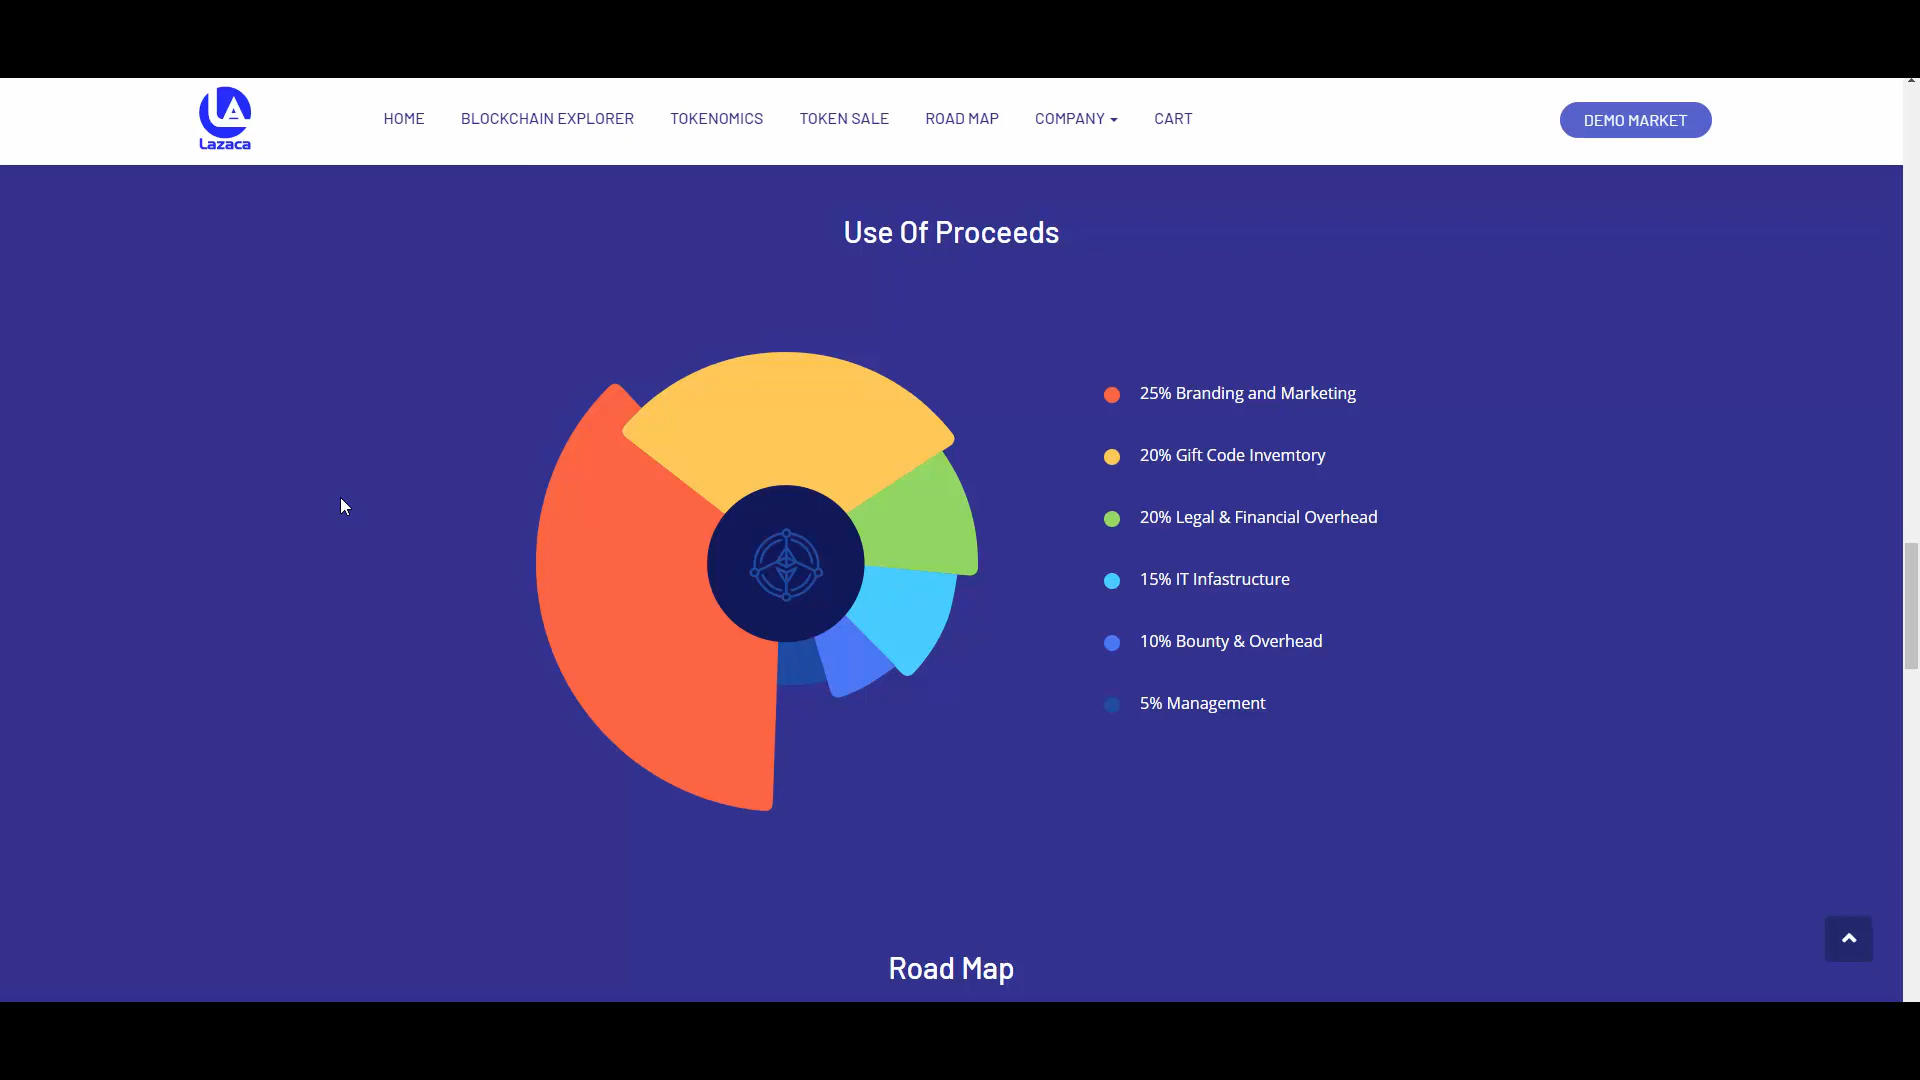 Lazaca
HOME BLOCKCHAIN EXPLORER TOKENOMICS TOKEN SALE ROAD MAP COMPANY CART
DEMO MARKET
Use Of Proceeds
25% Branding and Marketing
20% Gift Code Invemtory
20% Legal & Financial Overhead
15% IT Infastructure
10% Bounty & Overhead
5% Management
Road Map